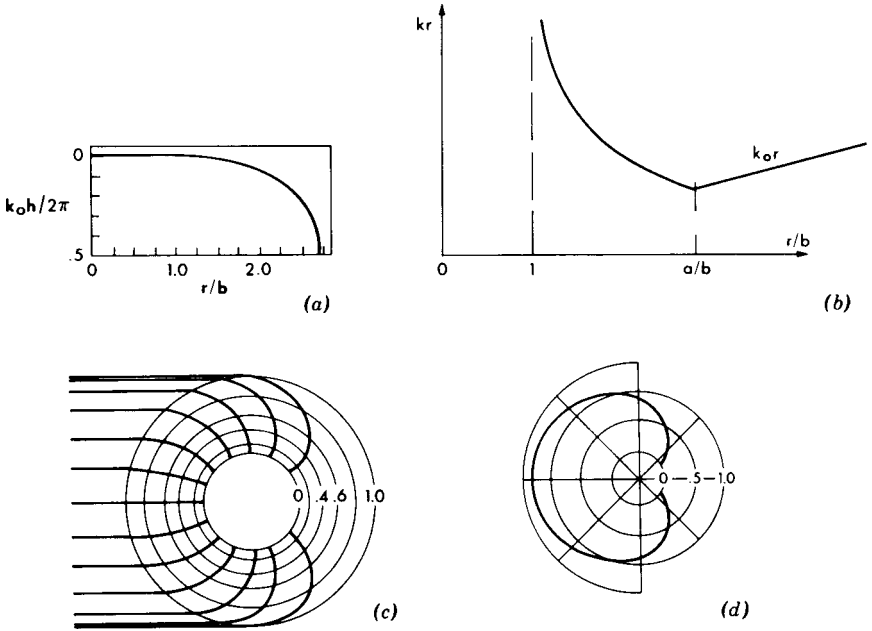 0
k₀h/2π
.5
0 1.0 2.0
r/b
(a)
kr
k₀r
r/b
0 1 a/b
(b)
0 .4 .6 1.0
(c)
0 .5 1.0
(d)